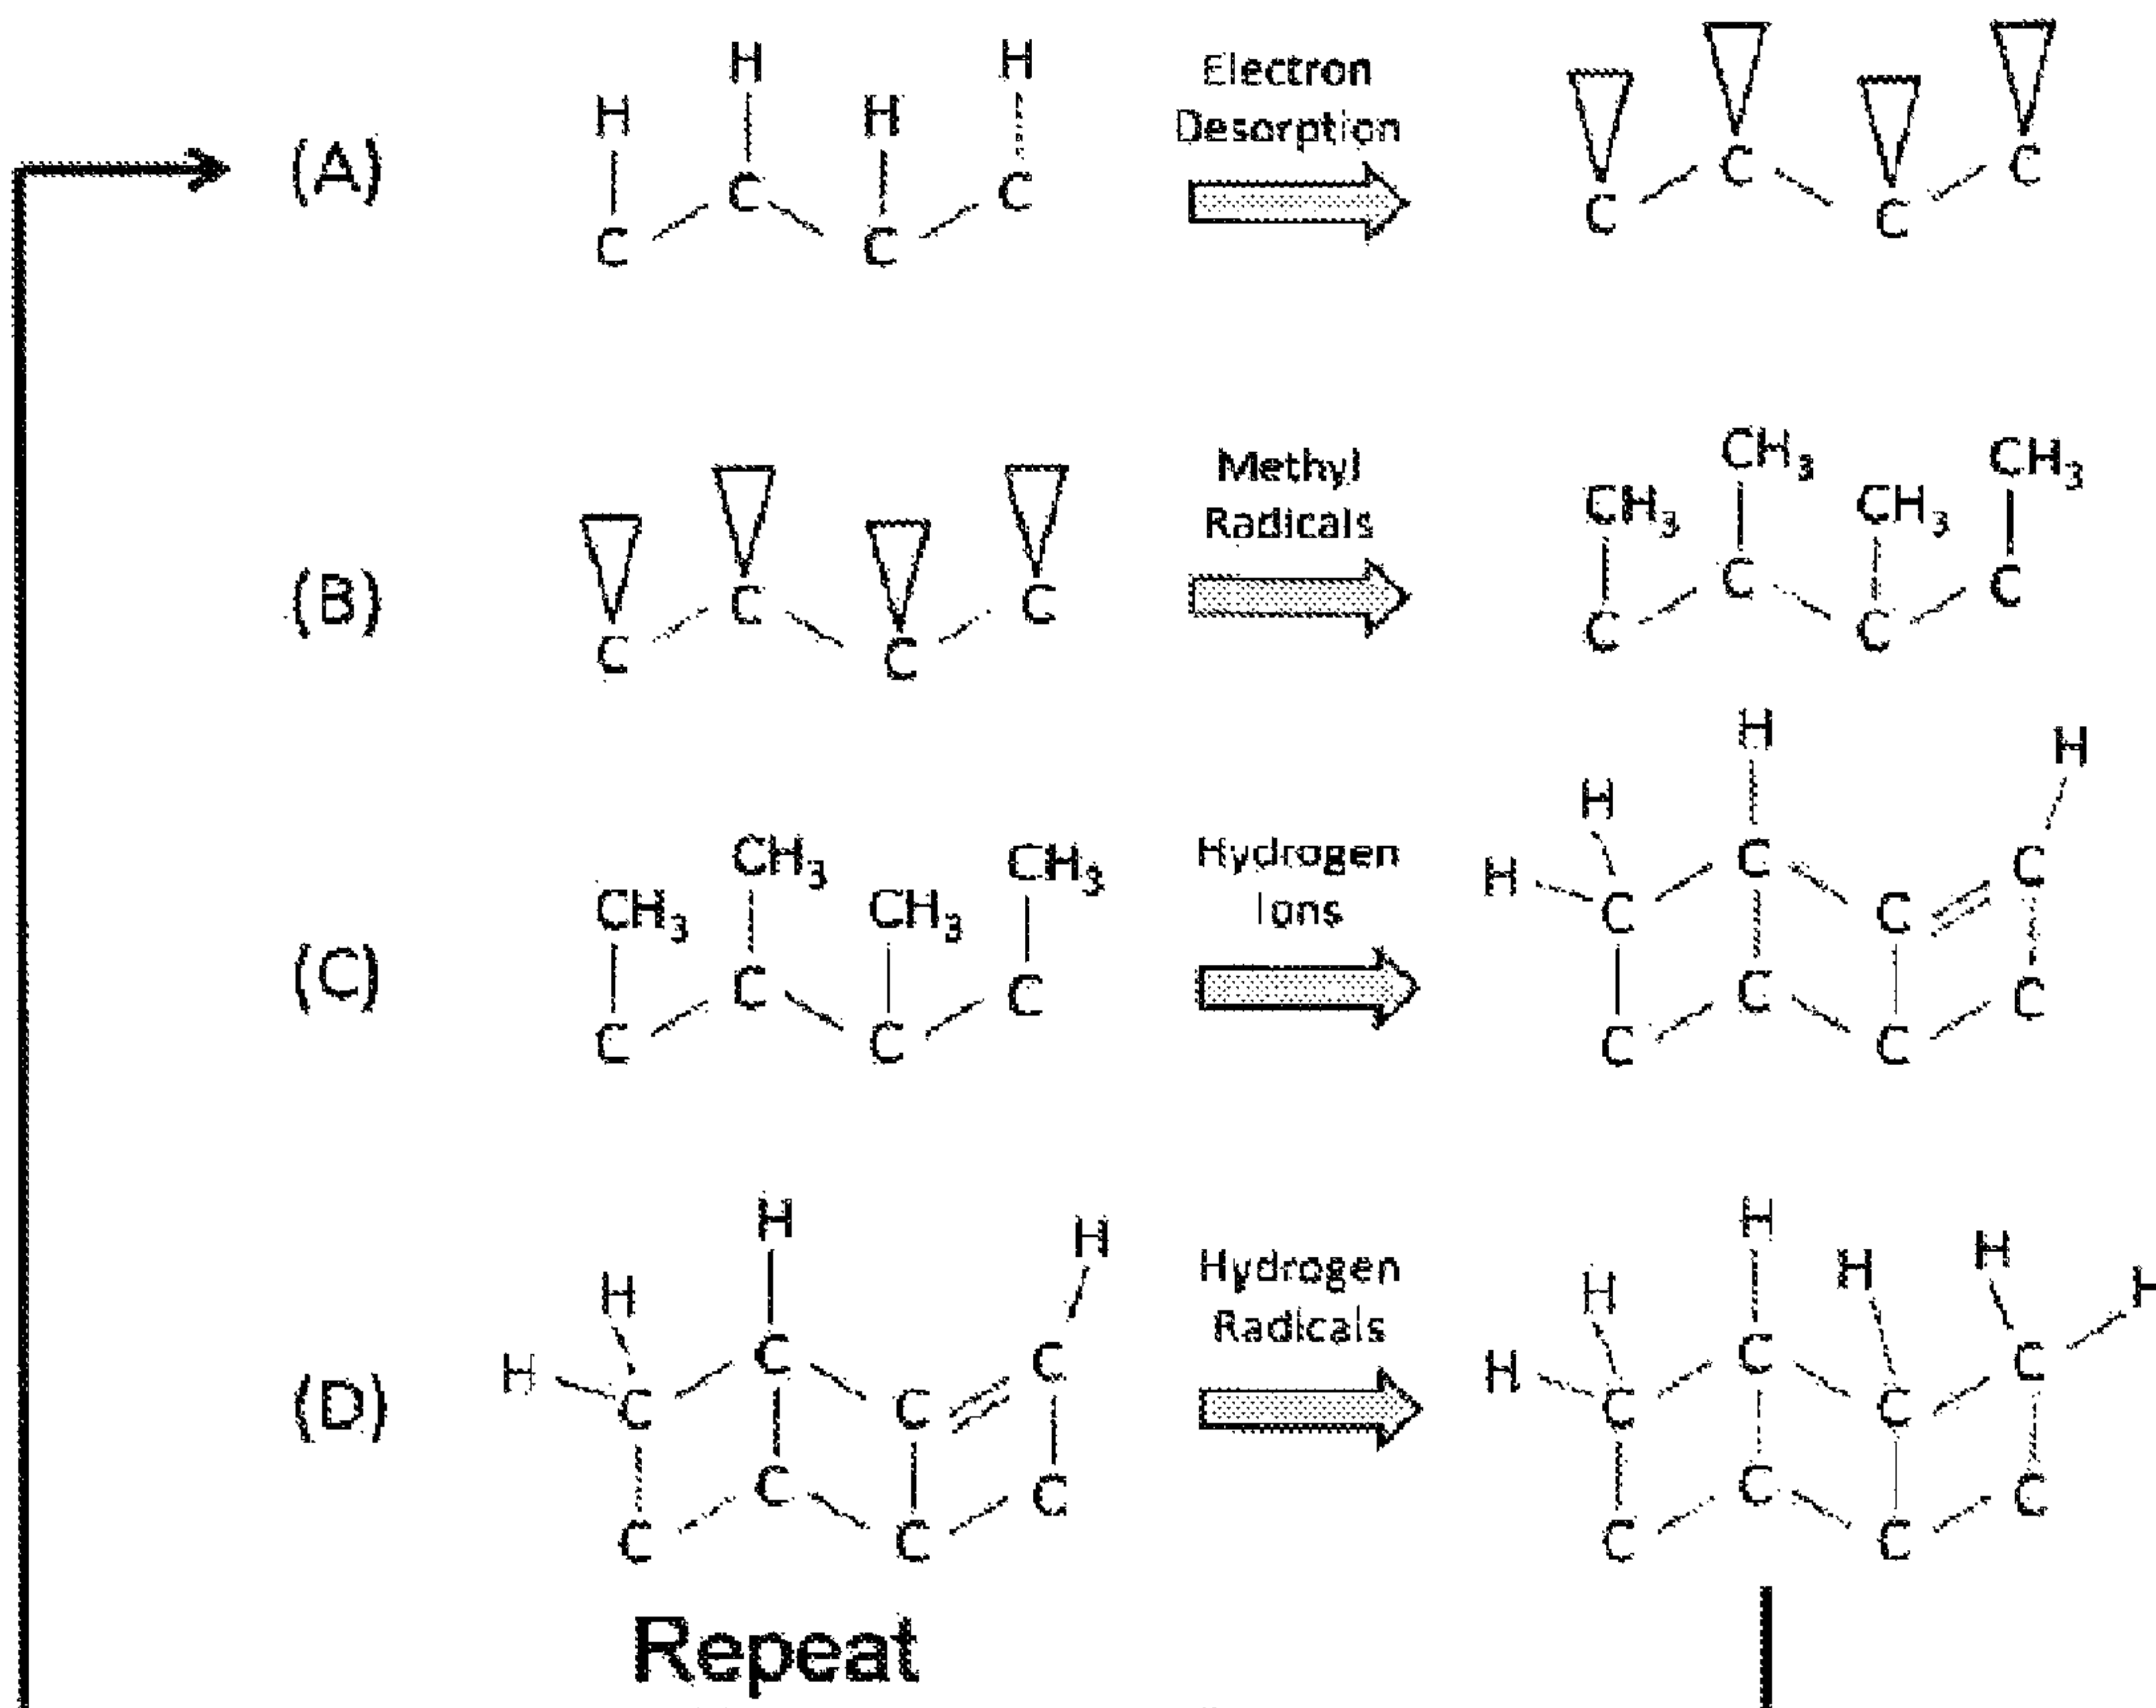 H H H H
(A) C C C C
Electron
Desorption
C C C C
(B) C C C C
Methyl
Radicals
CH₃ CH₃ CH₃ CH₃
C C C C
(C) CH₃ CH₃ CH₃ CH₃
C C C C
Hydrogen
Ions
H H H H
C C C C
C C C C
(D) H H H H
C C C C
C C C C
Hydrogen
Radicals
H H H H H H
C C C C
C C C C
Repeat